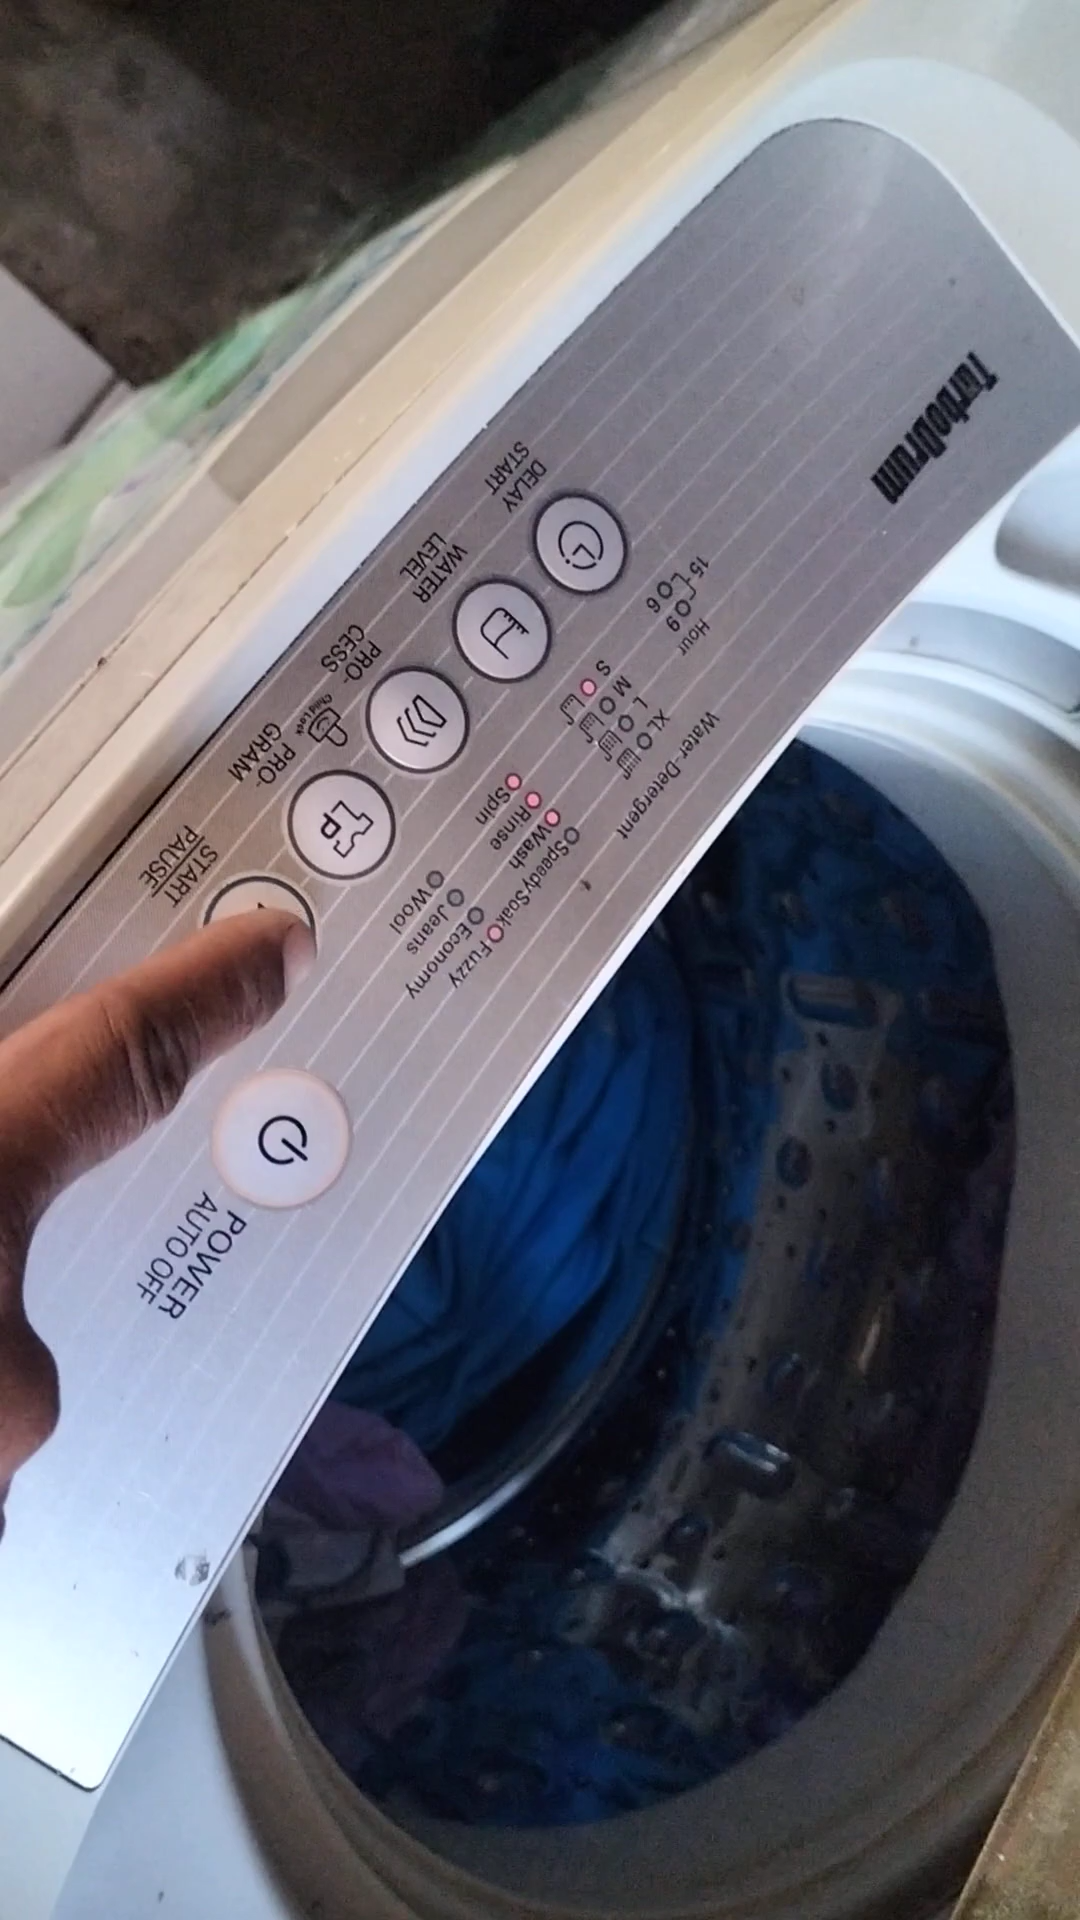 TurboDrum
DELAY
START
15
6
9
Hour
WATER
LEVEL
S
M
L
XL
Water-Detergent
PRO-
CESS
Spin
Rinse
Wash
SpeedySoak
Child Lock
PRO-
GRAM
Wool
Jeans
Economy
Fuzzy
START
PAUSE
POWER
AUTO OFF